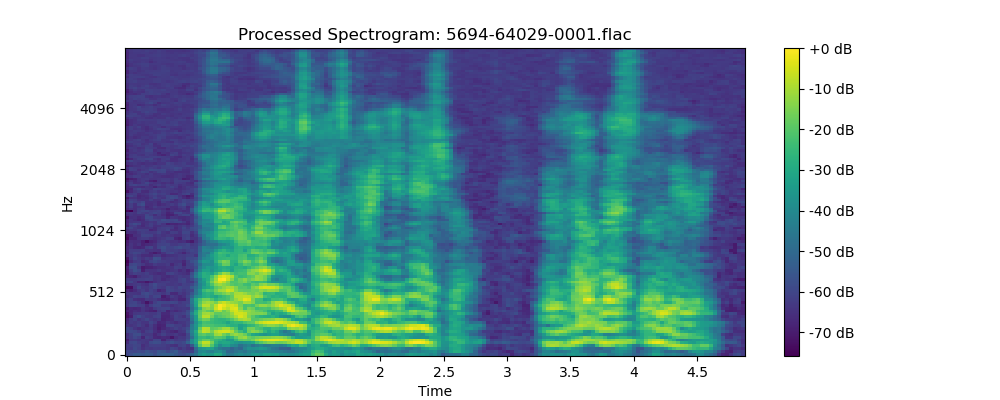 Processed Spectrogram: 5694-64029-0001.flac
Hz
4096
2048
1024
512
0
0 0.5 1 1.5 2 2.5 3 3.5 4 4.5
Time
+0 dB
-10 dB
-20 dB
-30 dB
-40 dB
-50 dB
-60 dB
-70 dB